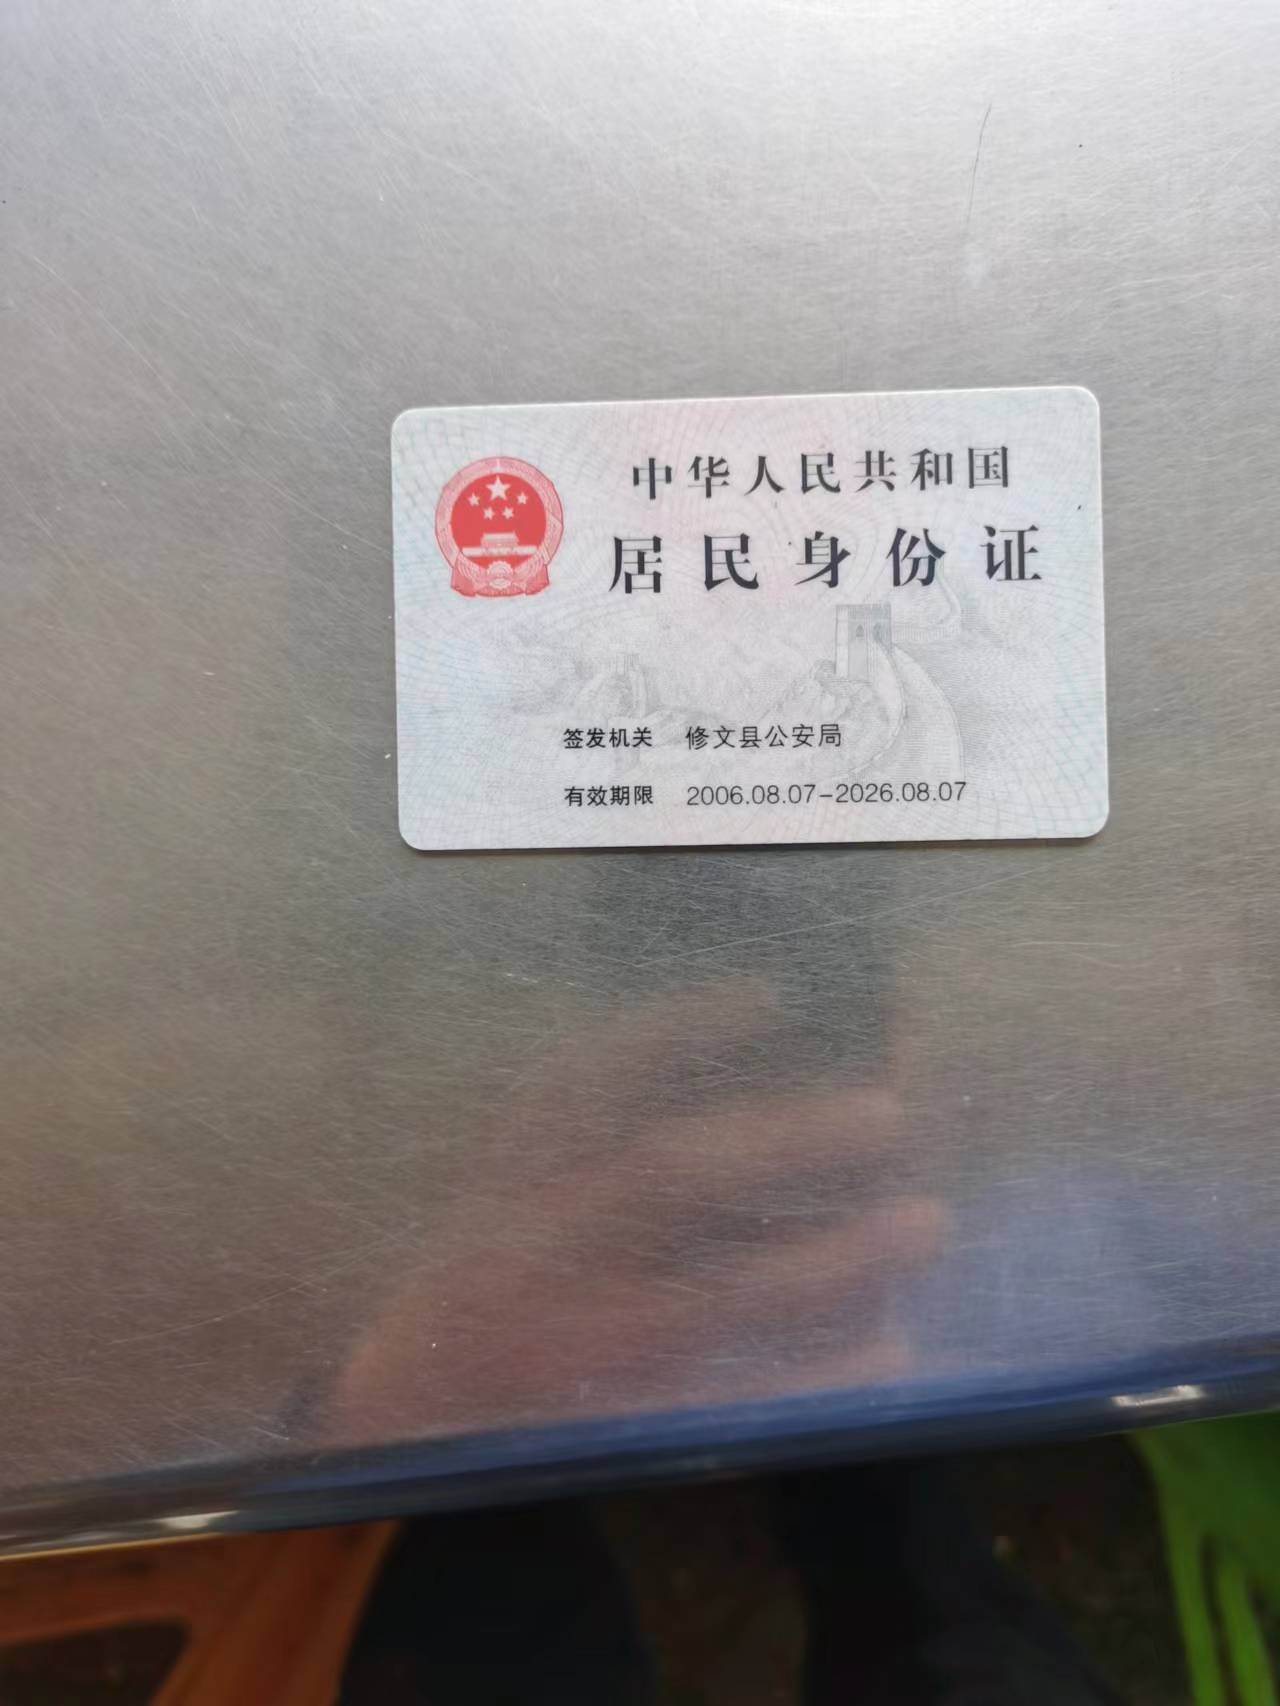 中华人民共和国
居民身份证
签发机关 修文县公安局
有效期限 2006.08.07-2026.08.07